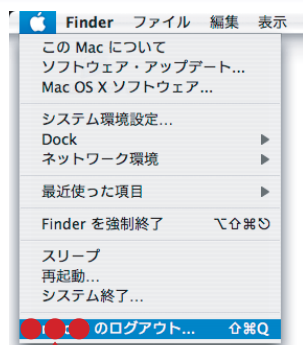 Finder ファイル 編集 表示
この Mac について
ソフトウェア・アップデート...
Mac OS X ソフトウェア...
システム環境設定...
Dock
ネットワーク環境
最近使った項目
Finder を強制終了 ⌥⇧⌘⎋
スリープ
再起動...
システム終了...
のログアウト... ⇧⌘Q